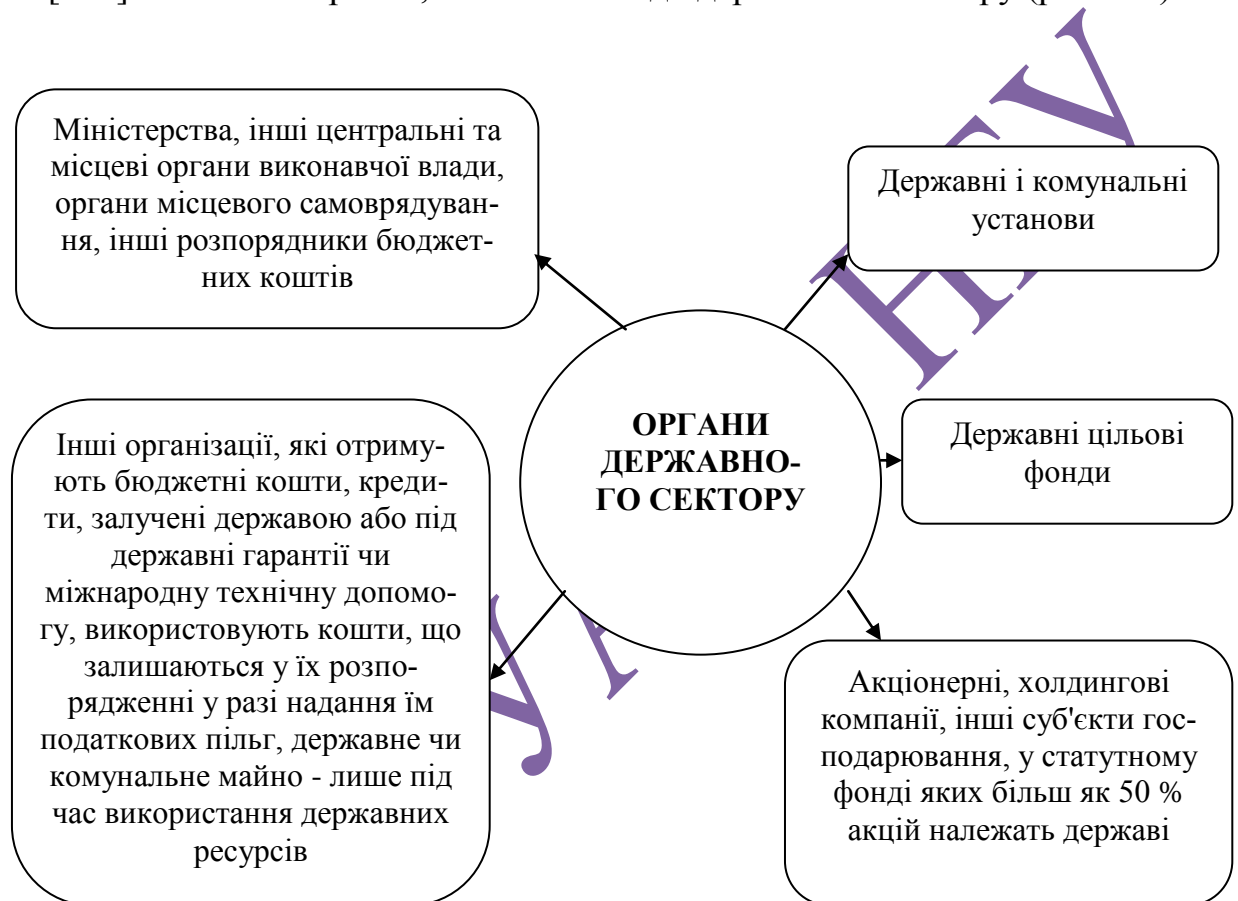 Міністерства, інші центральні та
місцеві органи виконавчої влади,
органи місцевого самоврядуван-
ня, інші розпорядники бюджет-
них коштів
Державні і комунальні
установи
ОРГАНИ
ДЕРЖАВНО-
ГО СЕКТОРУ
Державні цільові
фонди
Інші організації, які отриму-
ють бюджетні кошти, креди-
ти, залучені державою або під
державні гарантії чи
міжнародну технічну допомо-
гу, використовують кошти, що
залишаються у їх розпо-
рядженні у разі надання їм
податкових пільг, державне чи
комунальне майно - лише під
час використання державних
ресурсів
Акціонерні, холдингові
компанії, інші суб'єкти гос-
подарювання, у статутному
фонді яких більш як 50 %
акцій належать державі